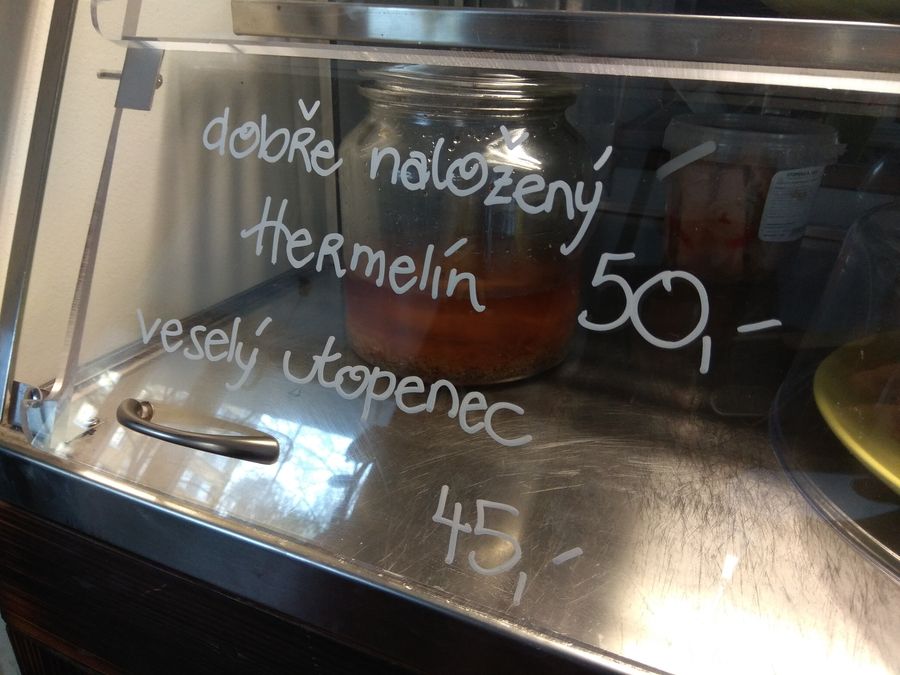 dobře naložený
Hermelín 50,-
veselý utopenec
45,-